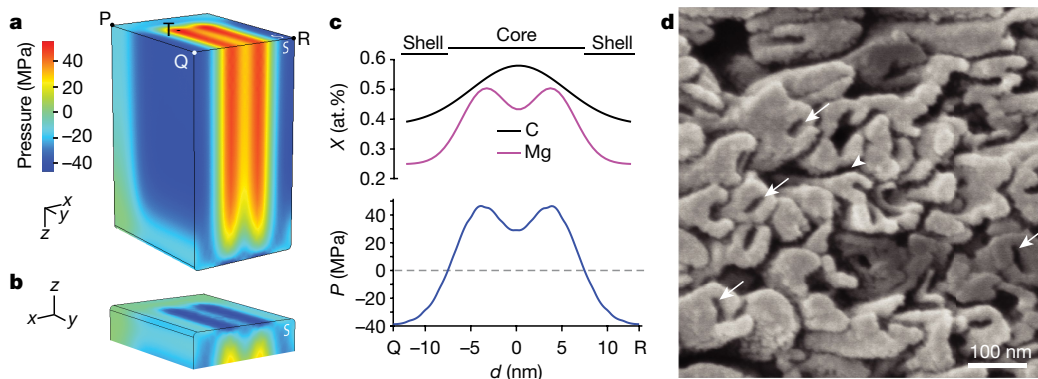 a
P
T
R
S
Q
Pressure (MPa)
40
20
0
−20
−40
x
y
z
b
z
x
y
S
c
Shell
Core
Shell
X (at.%)
0.6
0.5
0.4
0.3
0.2
C
Mg
P (MPa)
40
20
0
−20
−40
Q
−10
−5
0
5
10
R
d (nm)
d
100 nm